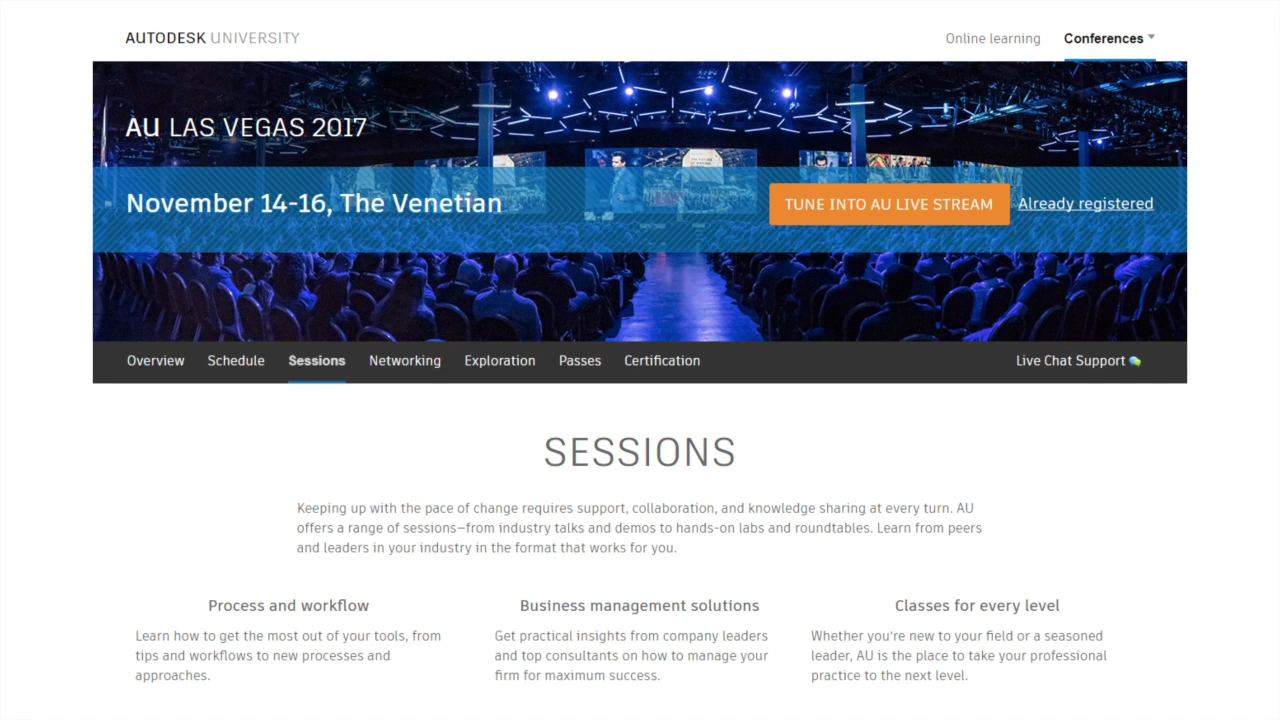 AUTODESK UNIVERSITY
Online learning
Conferences
AU LAS VEGAS 2017
November 14-16, The Venetian
TUNE INTO AU LIVE STREAM
Already registered
Overview
Schedule
Sessions
Networking
Exploration
Passes
Certification
Live Chat Support
SESSIONS
Keeping up with the pace of change requires support, collaboration, and knowledge sharing at every turn. AU
offers a range of sessions—from industry talks and demos to hands-on labs and roundtables. Learn from peers
and leaders in your industry in the format that works for you.
Process and workflow
Learn how to get the most out of your tools, from
tips and workflows to new processes and
approaches.
Business management solutions
Get practical insights from company leaders
and top consultants on how to manage your
firm for maximum success.
Classes for every level
Whether you're new to your field or a seasoned
leader, AU is the place to take your professional
practice to the next level.